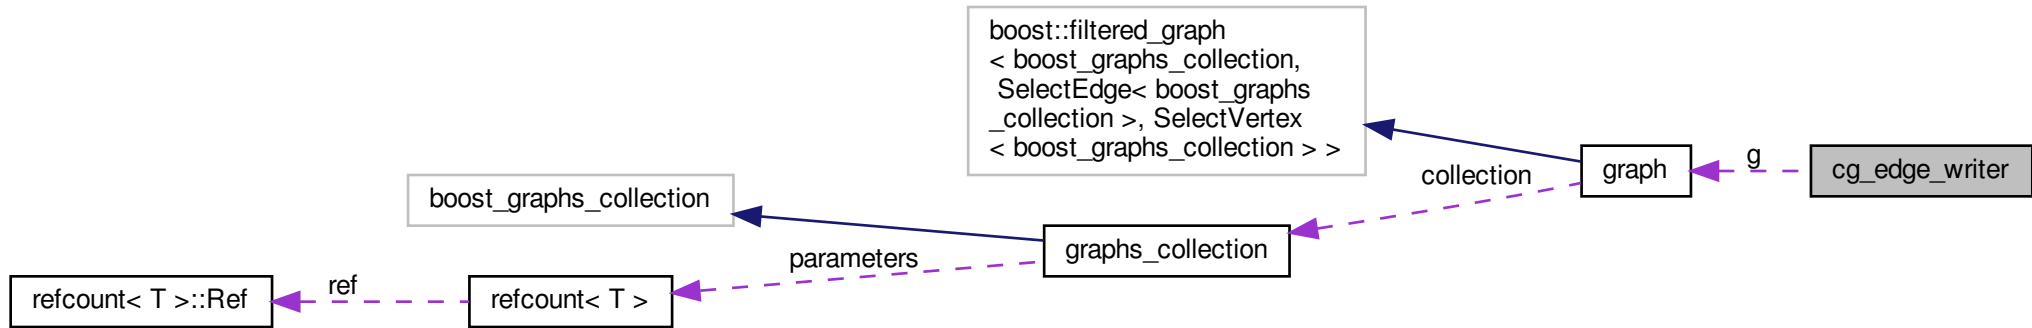 boost::filtered_graph
< boost_graphs_collection,
SelectEdge< boost_graphs
_collection >, SelectVertex
< boost_graphs_collection > >
g
graph
cg_edge_writer
collection
boost_graphs_collection
graphs_collection
parameters
ref
refcount< T >::Ref
refcount< T >